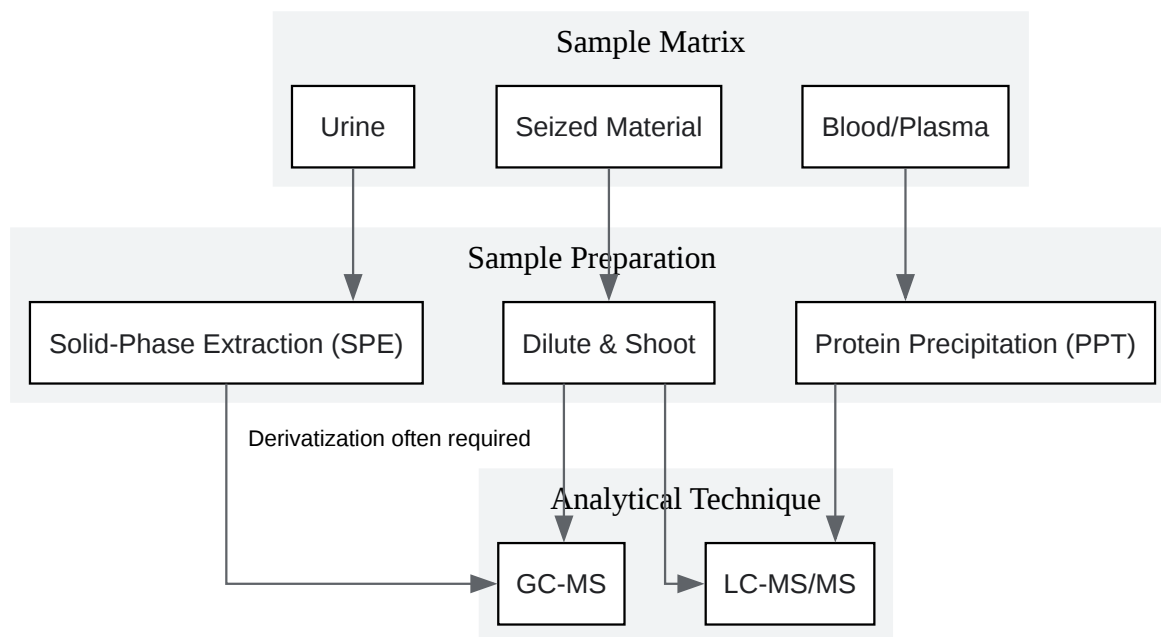 Sample Matrix
Urine
Seized Material
Blood/Plasma
Sample Preparation
Solid-Phase Extraction (SPE)
Dilute & Shoot
Protein Precipitation (PPT)
Derivatization often required
Analytical Technique
GC-MS
LC-MS/MS